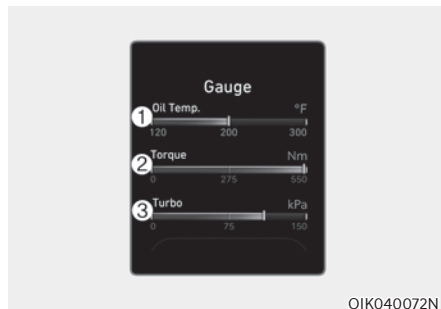 Gauge
① Oil Temp. °F
120 200 300
② Torque Nm
0 275 550
③ Turbo kPa
0 75 150
OIK040072N